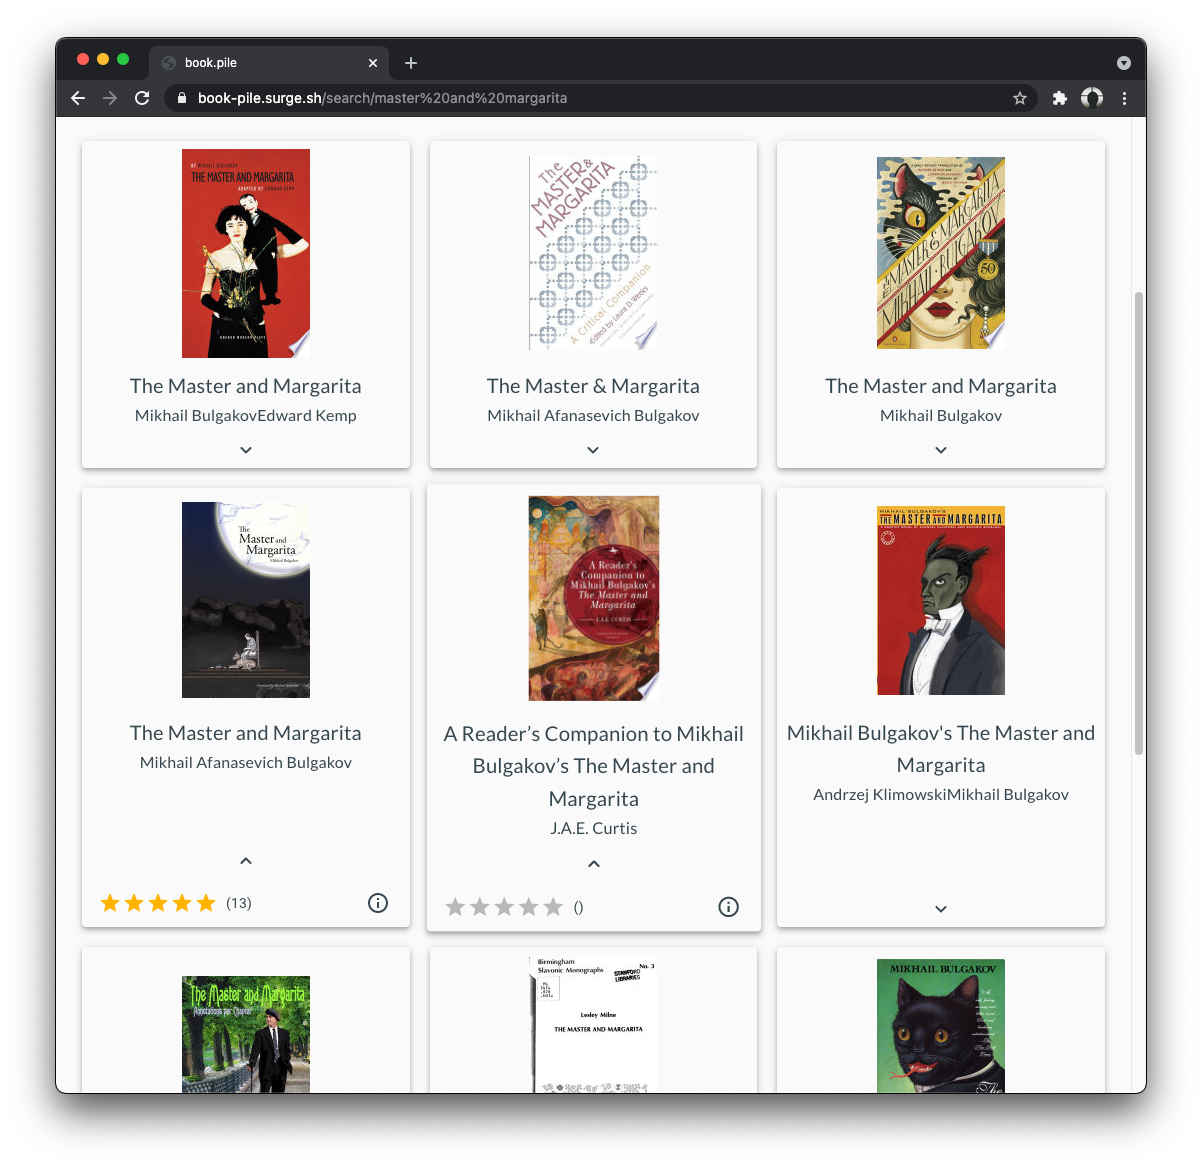 book.pile
book-pile.surge.sh/search/master%20and%20margarita
BY MIKHAIL BULGAKOV
THE MASTER AND MARGARITA
ADAPTED BY EDWARD KEMP
OBERON MODERN PLAYS
The Master and Margarita
Mikhail BulgakovEdward Kemp
The
MASTER &
MARGARITA
A Critical Companion
Edited by Laura D. Weeks
The Master & Margarita
Mikhail Afanasevich Bulgakov
THE MASTER & MARGARITA
MIKHAIL BULGAKOV
50
The Master and Margarita
Mikhail Bulgakov
The
Master and
Margarita
Mikhail Bulgakov
The Master and Margarita
Mikhail Afanasevich Bulgakov
(13)
A Reader's
Companion to
Mikhail Bulgakov's
The Master and
Margarita
J.A.E. CURTIS
A Reader’s Companion to Mikhail
Bulgakov’s The Master and
Margarita
J.A.E. Curtis
()
MIKHAIL BULGAKOV'S
THE MASTER AND MARGARITA
Mikhail Bulgakov's The Master and
Margarita
Andrzej KlimowskiMikhail Bulgakov
The Master and Margarita
Annotations per Chapter
Birmingham
Slavonic Monographs
No. 3
STANFORD
LIBRARIES
PG
3476
Lesley Milne
THE MASTER AND MARGARITA
MIKHAIL BULGAKOV
The